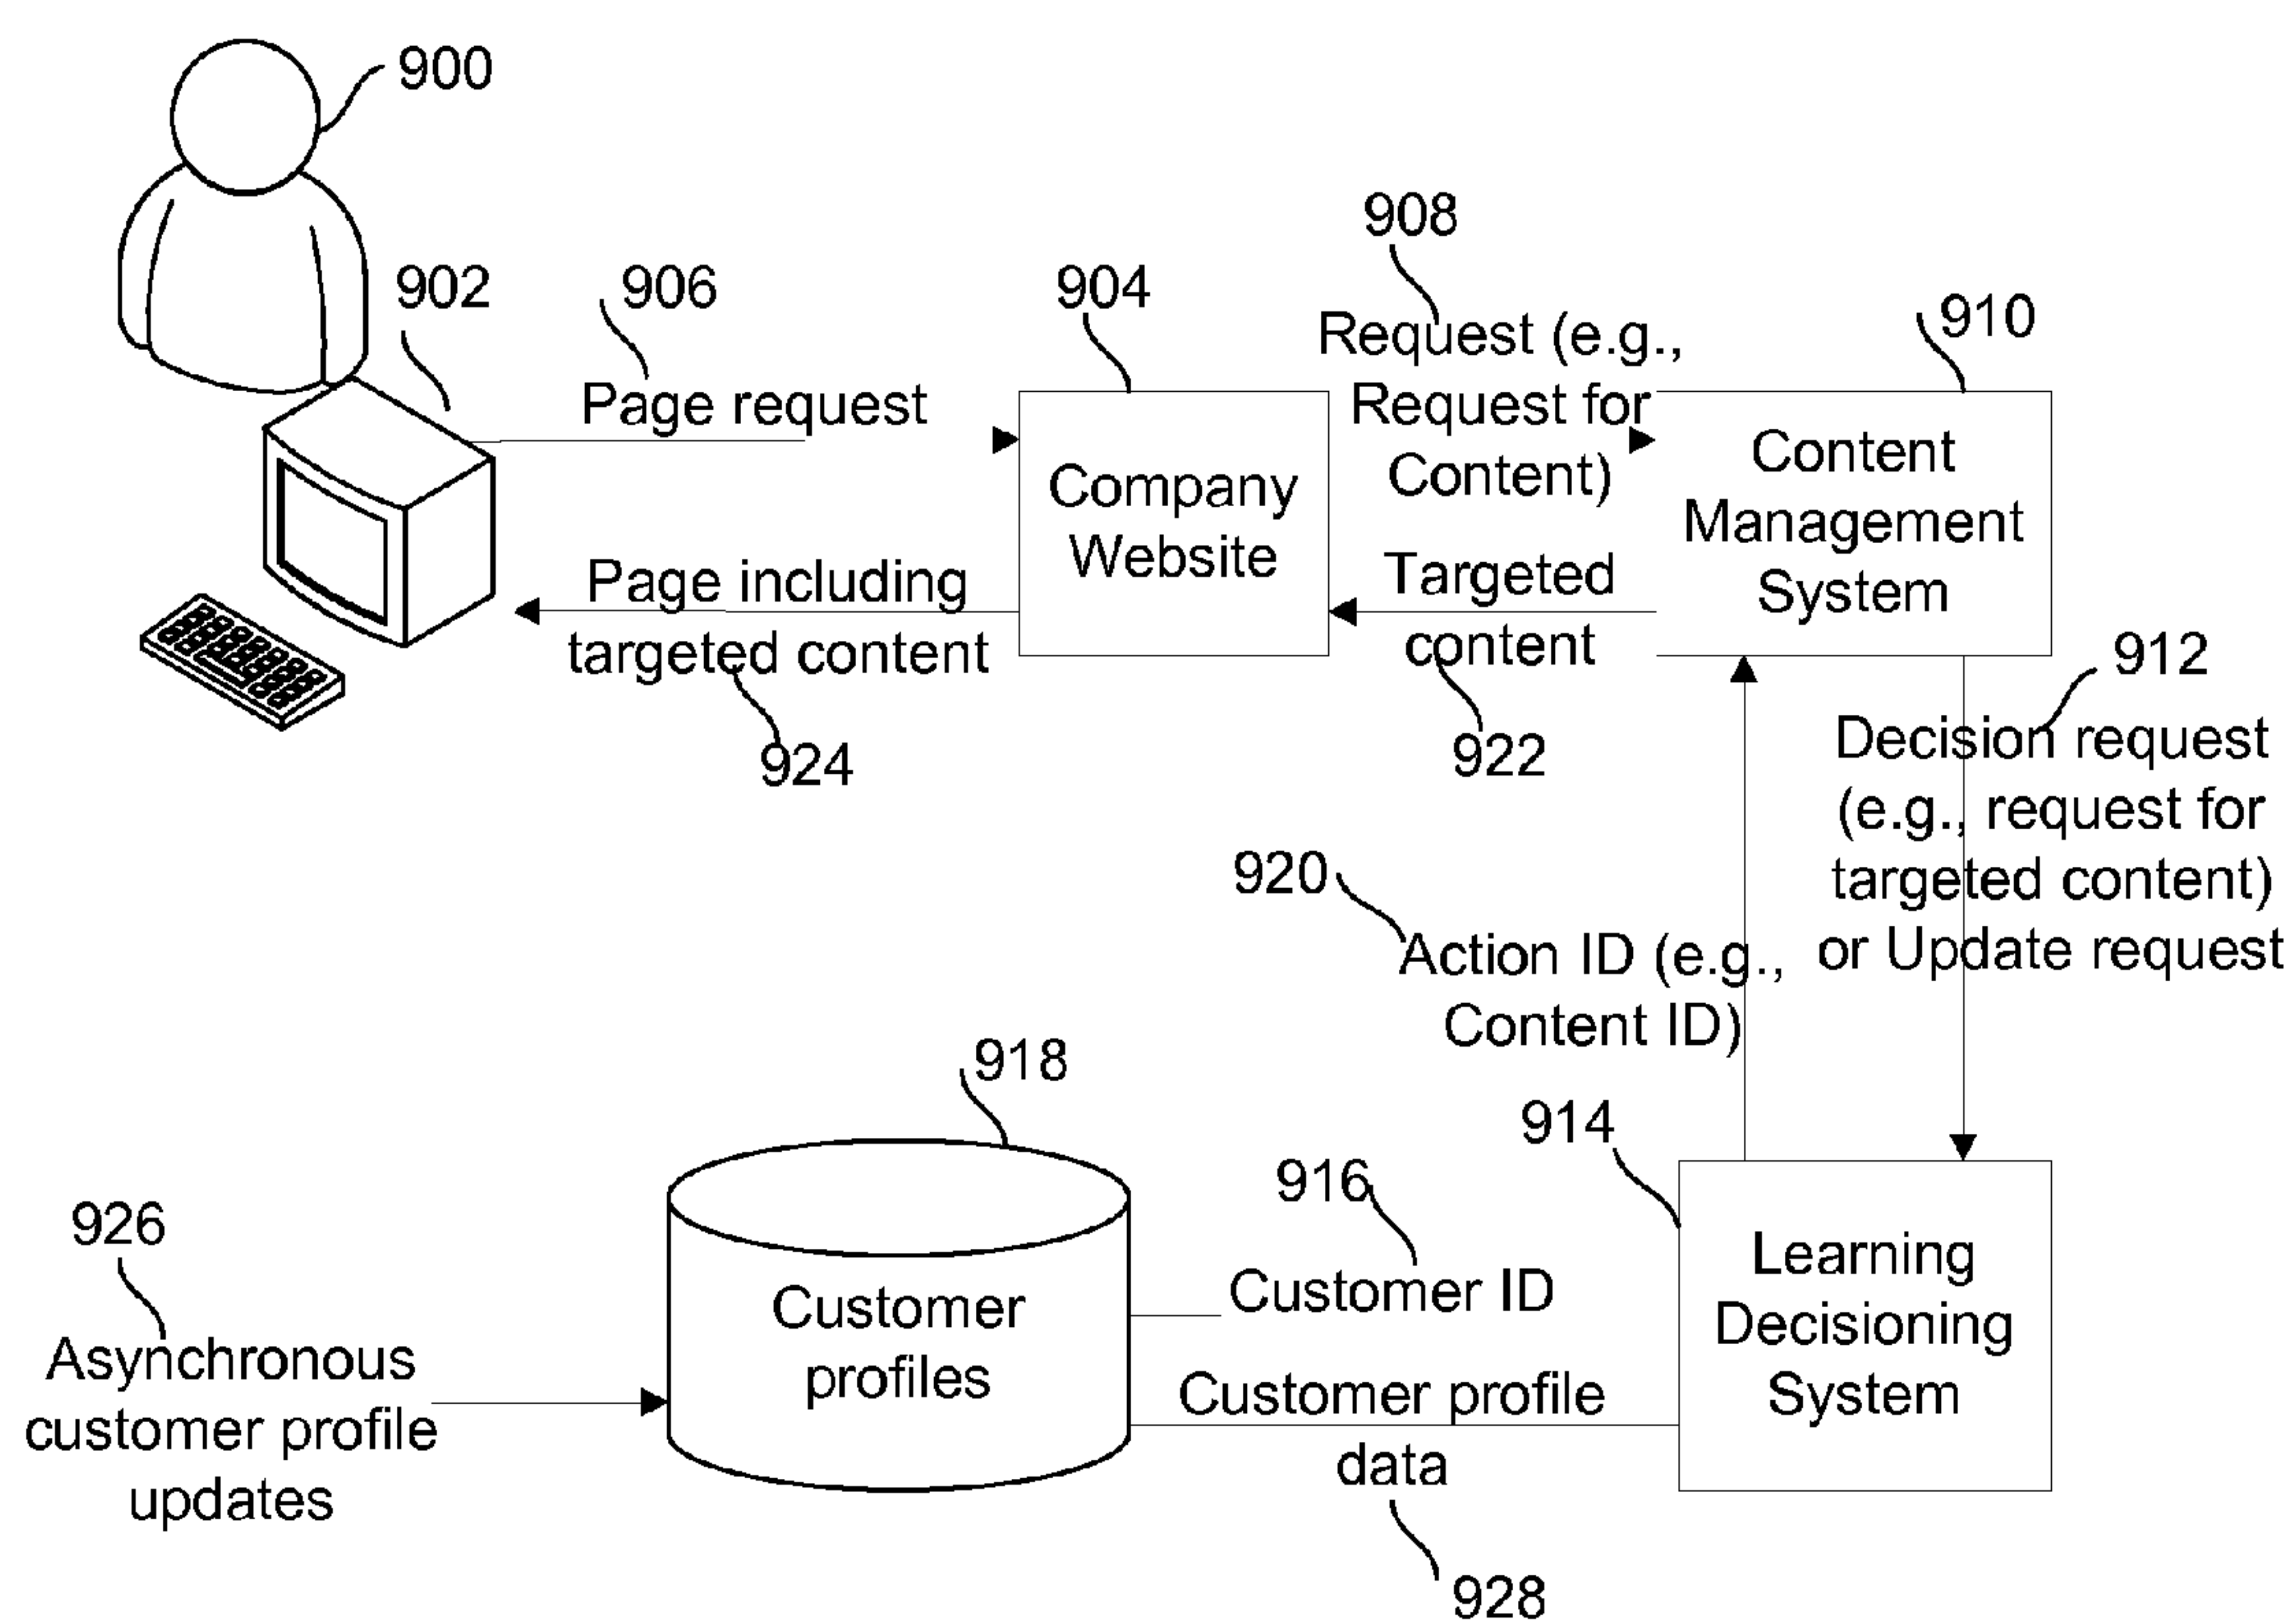 900
902
906
Page request
904
908
Request (e.g.,
Request for
Content)
910
Company
Website
Content
Management
System
Page including
targeted content
924
Targeted
content
922
912
Decision request
(e.g., request for
targeted content)
or Update request
920
Action ID (e.g.,
Content ID)
918
Customer
profiles
916
Customer ID
914
Learning
Decisioning
System
926
Asynchronous
customer profile
updates
Customer profile
data
928